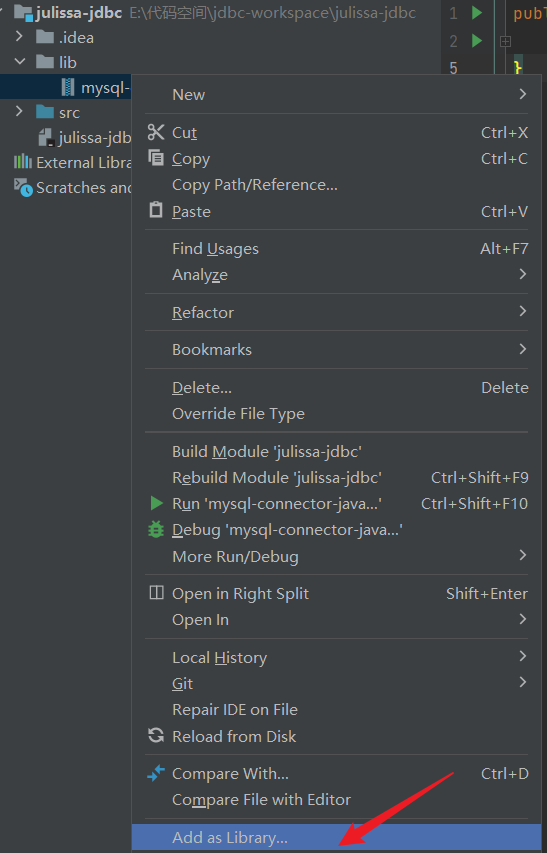 julissa-jdbc E:\代码空间\jdbc-workspace\julissa-jdbc
.idea
lib
mysql-
src
julissa-jdb
External Libra
Scratches and
1 publ
2
5 }
New
Cut Ctrl+X
Copy Ctrl+C
Copy Path/Reference...
Paste Ctrl+V
Find Usages Alt+F7
Analyze
Refactor
Bookmarks
Delete... Delete
Override File Type
Build Module 'julissa-jdbc'
Rebuild Module 'julissa-jdbc' Ctrl+Shift+F9
Run 'mysql-connector-java...' Ctrl+Shift+F10
Debug 'mysql-connector-java...'
More Run/Debug
Open in Right Split Shift+Enter
Open In
Local History
Git
Repair IDE on File
Reload from Disk
Compare With... Ctrl+D
Compare File with Editor
Add as Library...